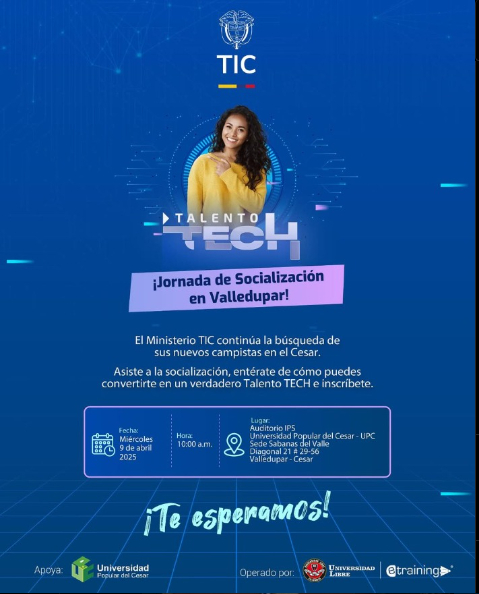 TIC
TALENTO
TECH
¡Jornada de Socialización
en Valledupar!
El Ministerio TIC continúa la búsqueda de
sus nuevos campistas en el Cesar.
Asiste a la socialización, entérate de cómo puedes
convertirte en un verdadero Talento TECH e inscríbete.
Fecha:
Miércoles
9 de abril
2025
Hora:
10:00 a.m.
Lugar:
Auditorio IPS
Universidad Popular del Cesar - UPC
Sede Sabanas del Valle
Diagonal 21 # 29-56
Valledupar - Cesar
¡Te esperamos!
Apoya:
Universidad
Popular del Cesar
Operado por:
UNIVERSIDAD
LIBRE
etraining